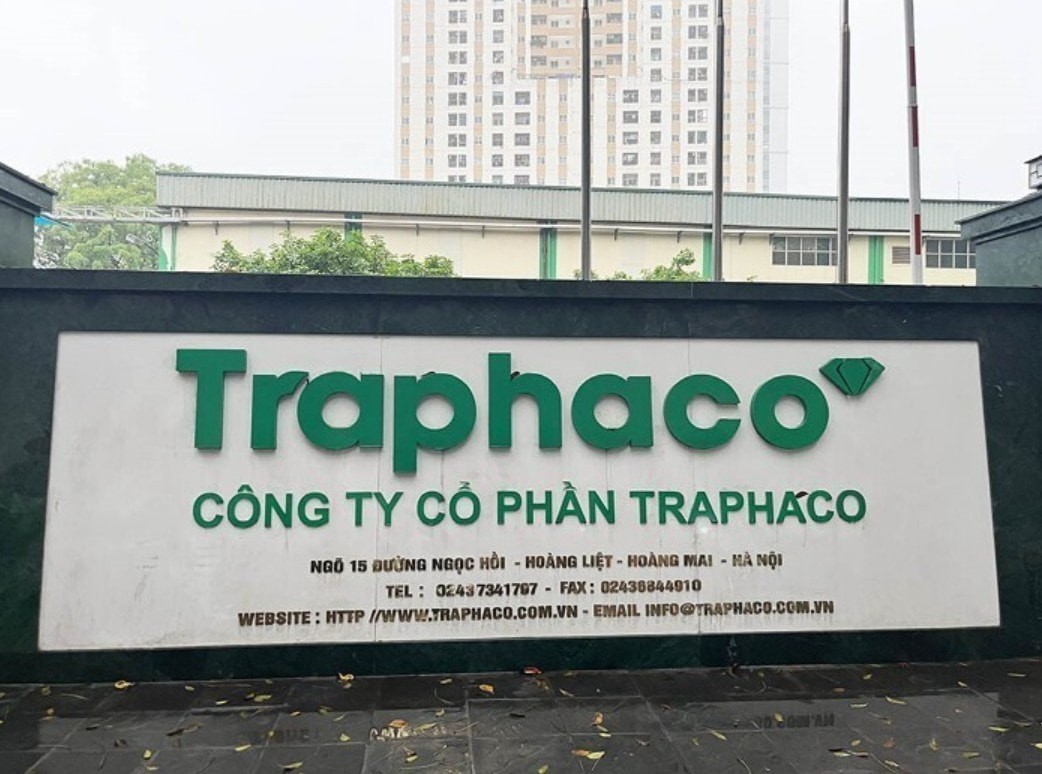 Traphaco
CÔNG TY CỔ PHẦN TRAPHACO
NGÕ 15 ĐƯỜNG NGỌC HỒI - HOÀNG LIỆT - HOÀNG MAI - HÀ NỘI
TEL : 02437341797 - FAX : 02436844910
WEBSITE : HTTP //WWW.TRAPHACO.COM.VN - EMAIL INFO@TRAPHACO.COM.VN